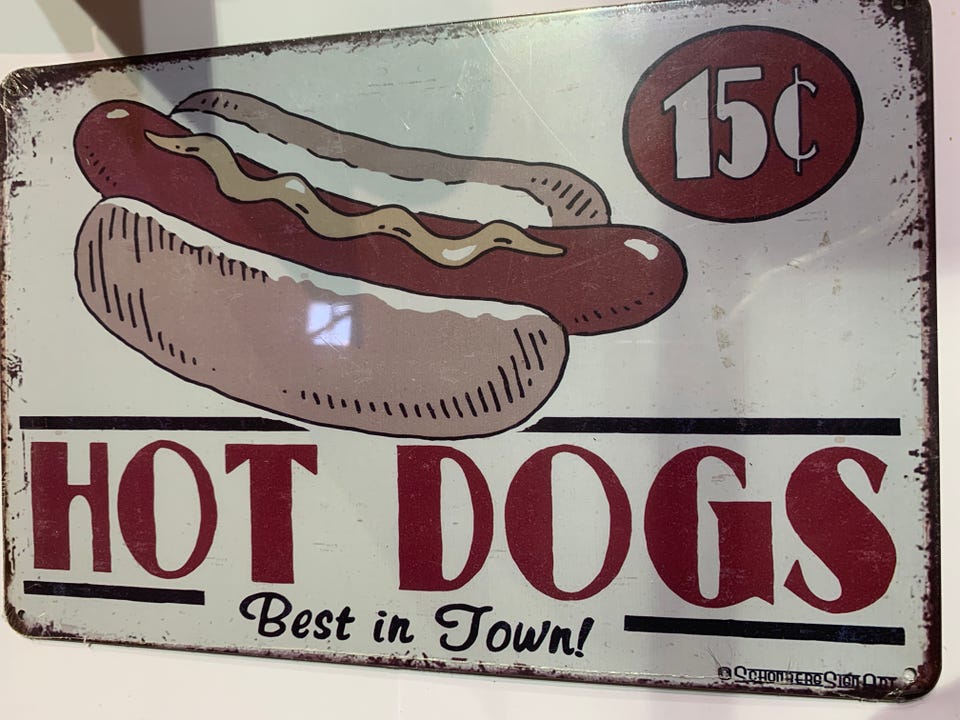 15¢
HOT DOGS
Best in Town!